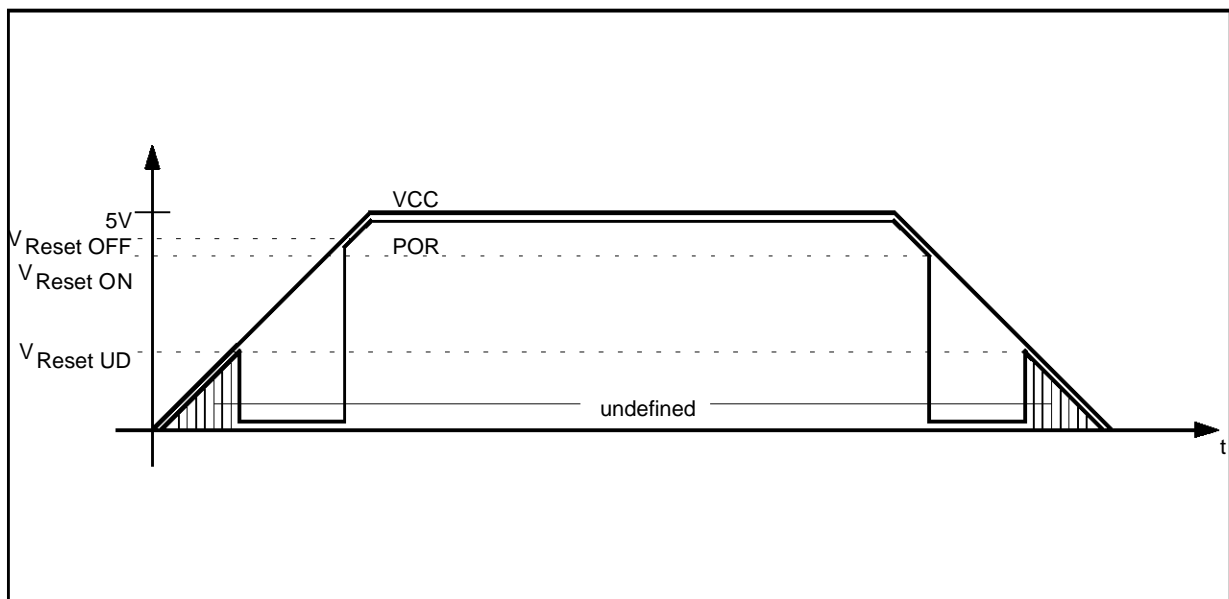 VCC
5V
V Reset OFF
POR
V Reset ON
V Reset UD
undefined
t